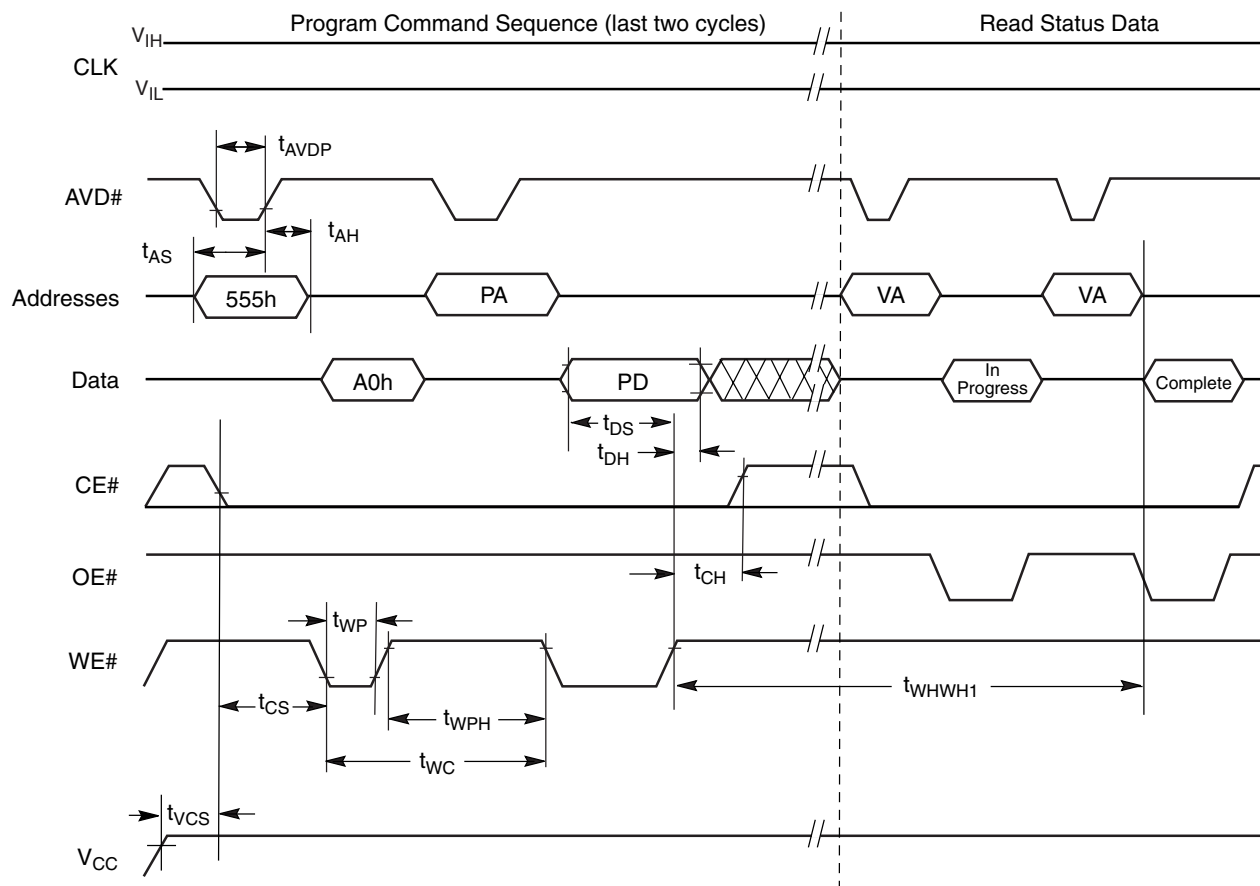 Program Command Sequence (last two cycles)
Read Status Data
VIH
CLK
VIL
tAVDP
AVD#
tAS
tAH
Addresses
555h
PA
VA
VA
Data
A0h
PD
In
Progress
Complete
tDS
tDH
CE#
OE#
tCH
tWP
WE#
tWHWH1
tCS
tWPH
tWC
tVCS
VCC